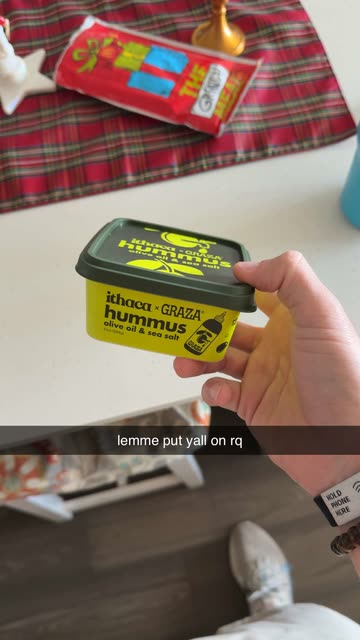 THE
ithaca x GRAZA
hummus
olive oil & sea salt
ithaca x GRAZA
hummus
olive oil & sea salt
lemme put yall on rq
HOLD
PHONE
HERE